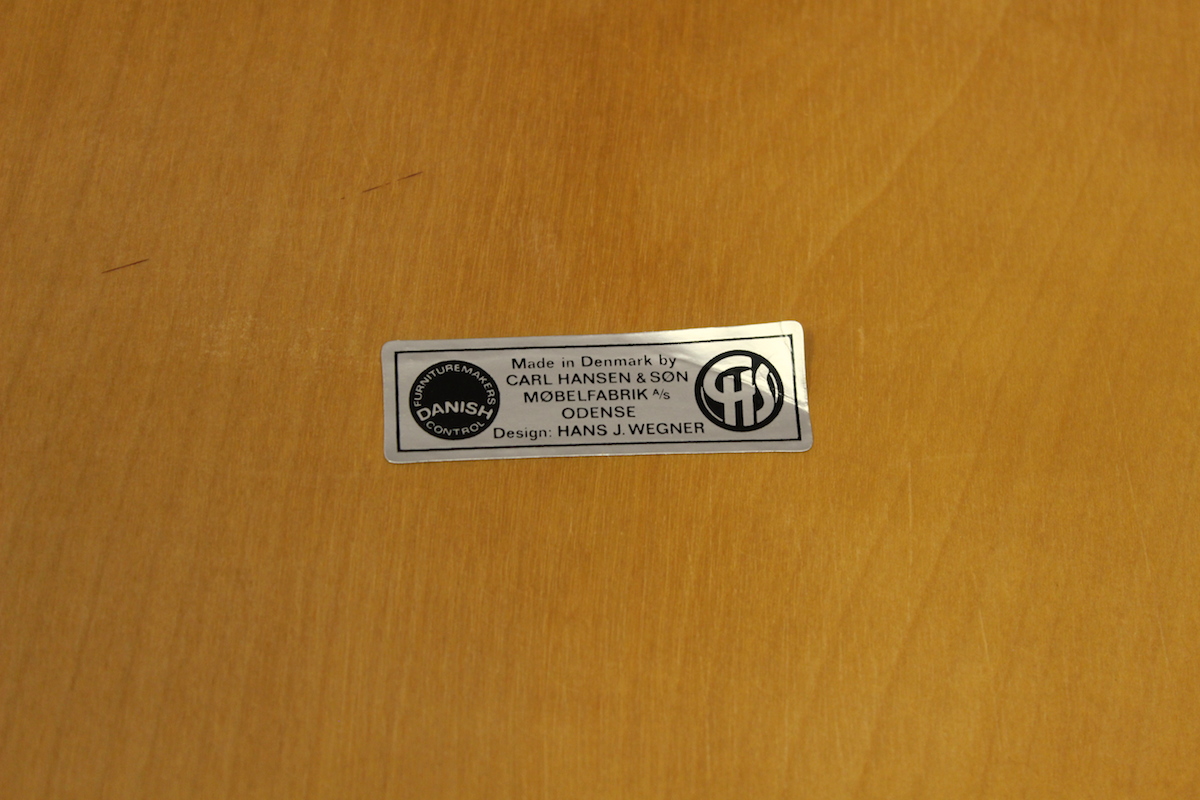 FURNITUREMAKERS
DANISH
CONTROL
Made in Denmark by
CARL HANSEN & SØN
MØBELFABRIK A/s
ODENSE
Design: HANS J. WEGNER
CHS